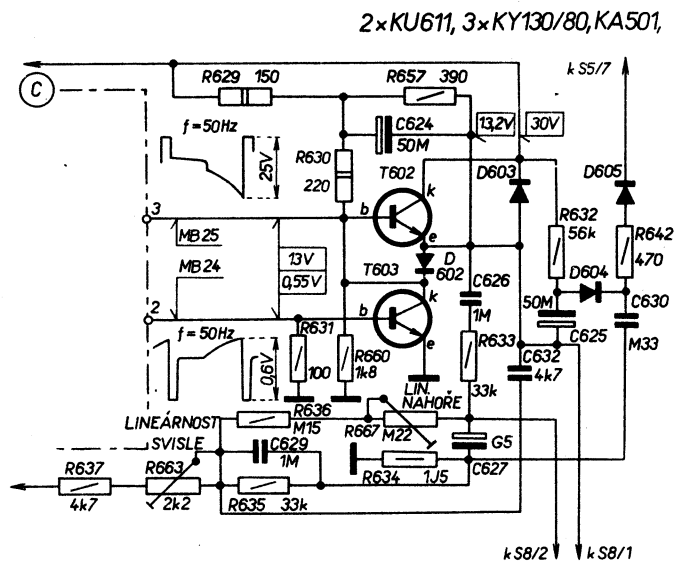 2×KU611, 3×KY130/80, KA501,
k S5/7
R629 150
R657 390
C
f=50Hz
C624
50M
13,2V
30V
25V
R630
220
T602
k
D603
D605
3
b
e
R632
56k
R642
470
MB25
13V
0,55V
T603
D
602
MB24
C626
1M
D604
2
b
k
50M
C630
f=50Hz
R631
100
e
R633
33k
C625
M33
0,6V
R660
1k8
C632
4k7
LIN.
NAHOŘE
LINEÁRNOST
SVISLE
R636
M15
R667
M22
G5
C627
C629
1M
R634
1J5
R637
4k7
R663
2k2
R635
33k
k S8/2
k S8/1